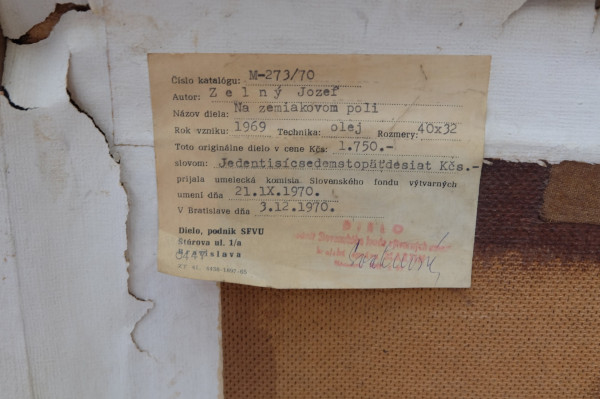 Číslo katalógu: M-273/70
Autor: Zelný Jozef
Názov diela: Na zemiakovom poli
Rok vzniku: 1969 Technika: olej Rozmery: 40x32
Toto originálne dielo v cene Kčs: 1.750.-
slovom: Jedentisícsedemstopäťdesiat Kčs.-
prijala umelecká komisia Slovenského fondu výtvarných
umení dňa 21.IX.1970.
V Bratislave dňa 3.12.1970.
Dielo, podnik SFVU
Štúrova ul. 1/a
Bratislava
DIELO